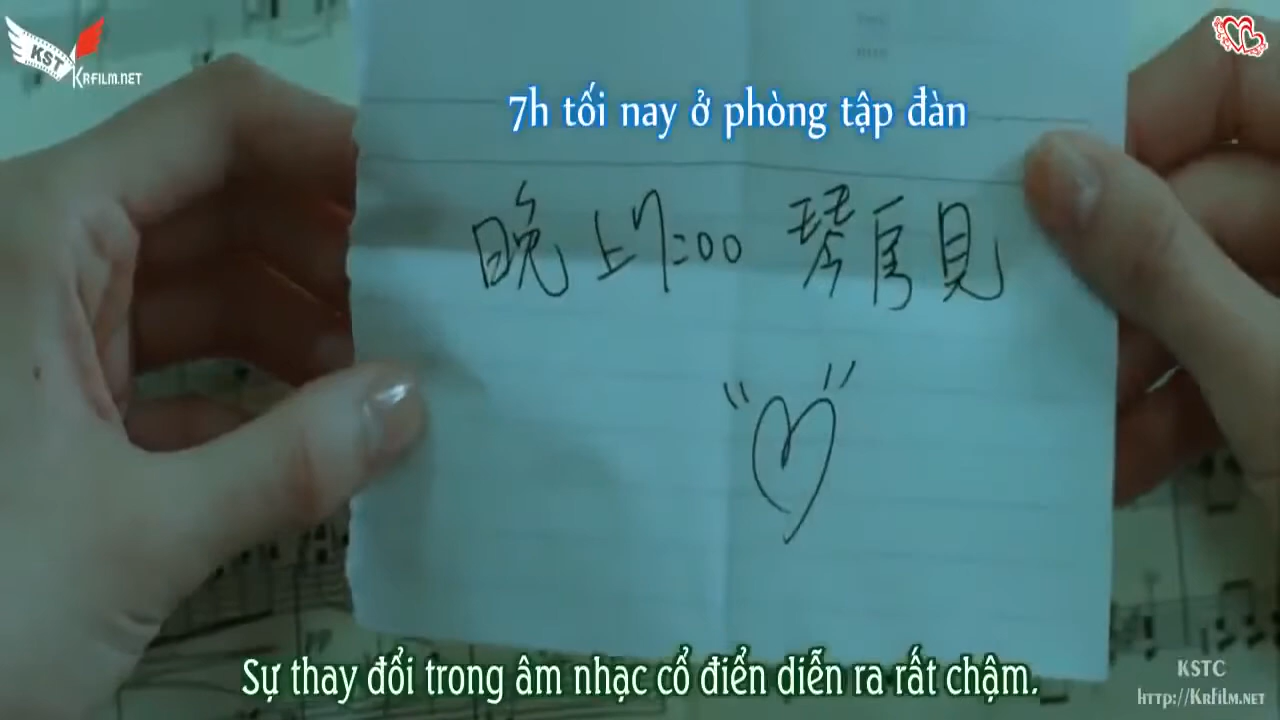 KST
KRFILM.NET
7h tối nay ở phòng tập đàn
晚上7:00 琴房見
Sự thay đổi trong âm nhạc cổ điển diễn ra rất chậm.
KSTC
HTTP://KRFILM.NET